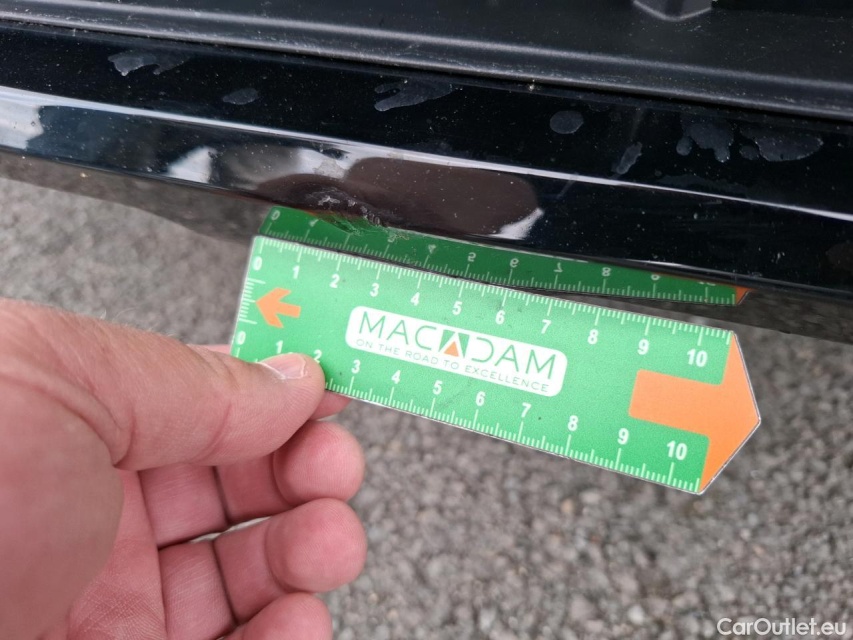 0 1 2 3 4 5 6 7 8 9 10
MACADAM
ON THE ROAD TO EXCELLENCE
0 1 2 3 4 5 6 7 8 9 10
CarOutlet.eu